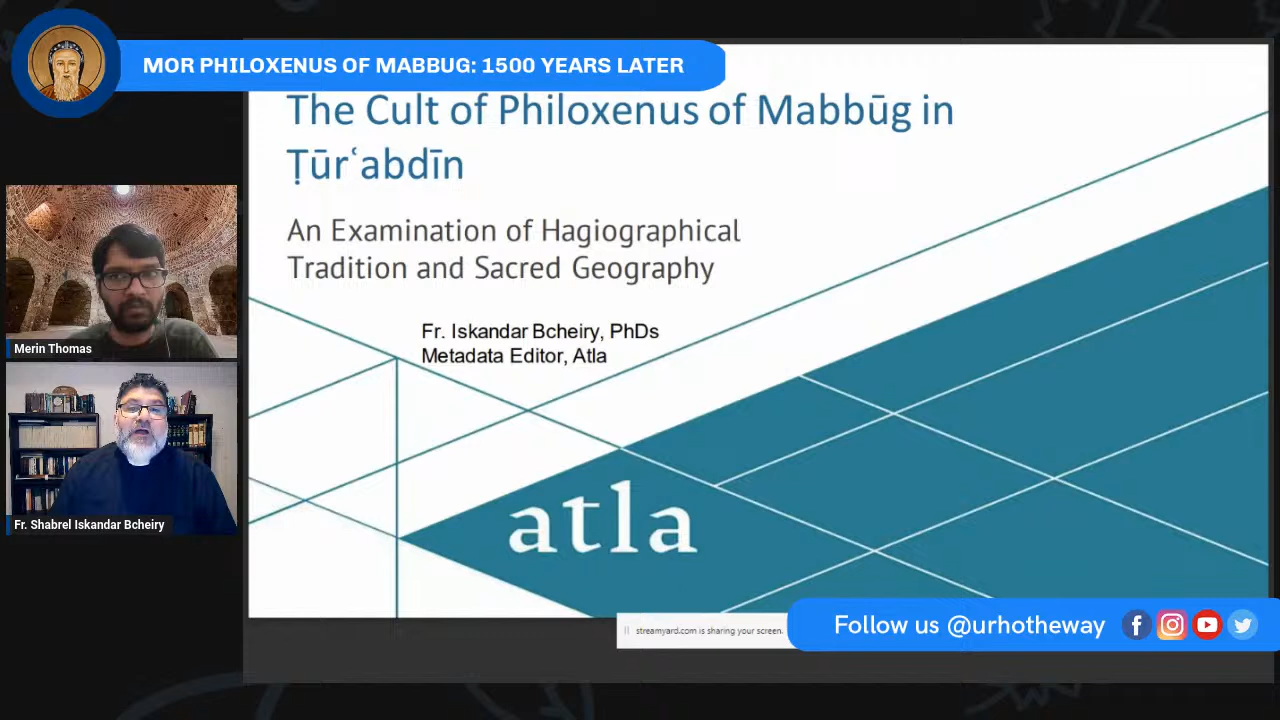 MOR PHILOXENUS OF MABBUG: 1500 YEARS LATER
The Cult of Philoxenus of Mabbūg in
Ṭūrʿabdīn
An Examination of Hagiographical
Tradition and Sacred Geography
Fr. Iskandar Bcheiry, PhDs
Metadata Editor, Atla
Merin Thomas
Fr. Shabrel Iskandar Bcheiry
atla
streamyard.com is sharing your screen.
Follow us @urhotheway